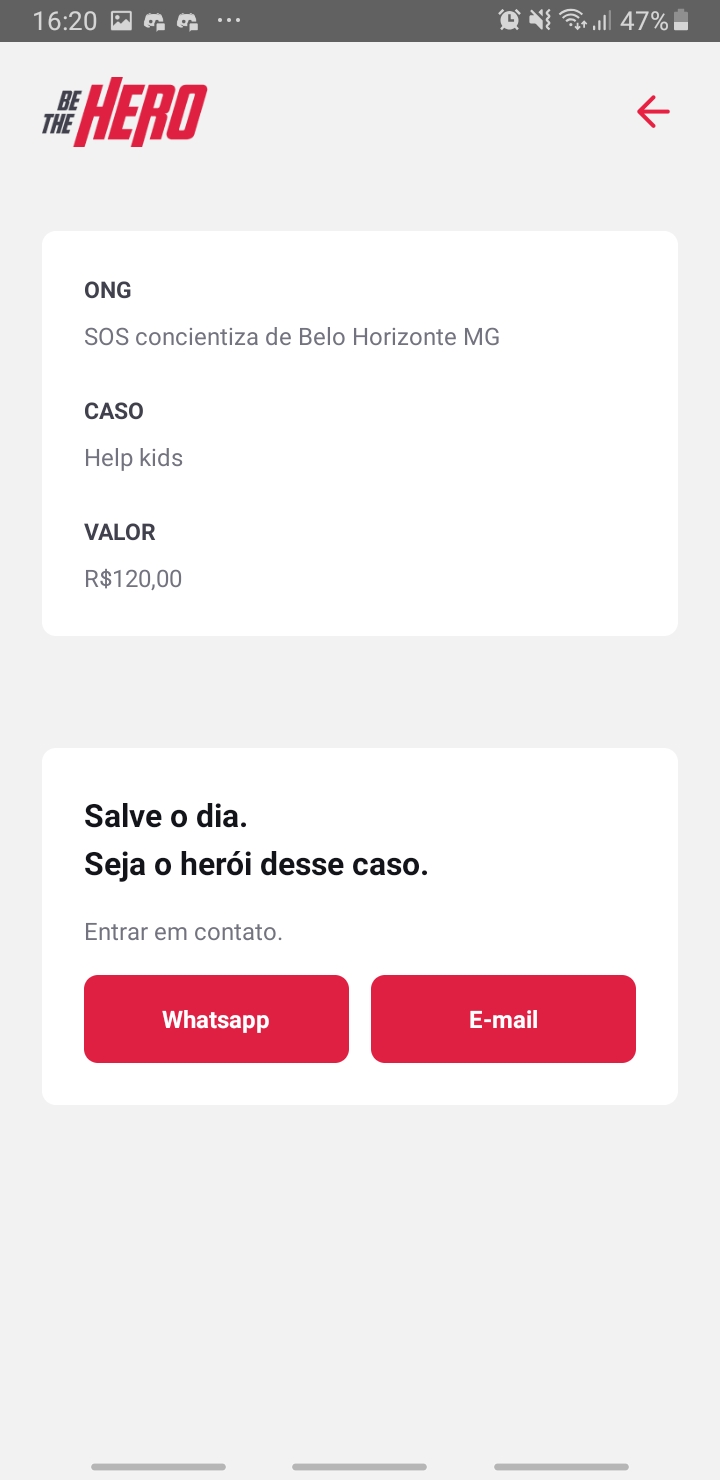 16:20
47%
BE
THE
HERO
ONG
SOS concientiza de Belo Horizonte MG
CASO
Help kids
VALOR
R$120,00
Salve o dia.
Seja o herói desse caso.
Entrar em contato.
Whatsapp
E-mail